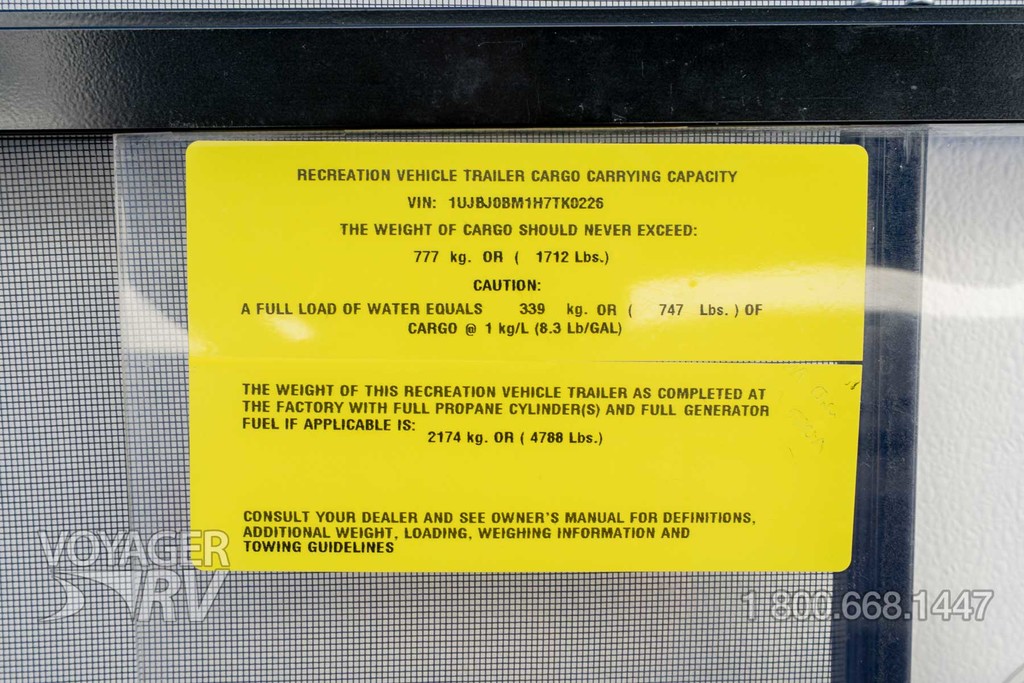 RECREATION VEHICLE TRAILER CARGO CARRYING CAPACITY
VIN: 1UJBJ0BM1H7TK0226
THE WEIGHT OF CARGO SHOULD NEVER EXCEED:
777 kg. OR ( 1712 Lbs.)
CAUTION:
A FULL LOAD OF WATER EQUALS 339 kg. OR ( 747 Lbs. ) OF
CARGO @ 1 kg/L (8.3 Lb/GAL)
THE WEIGHT OF THIS RECREATION VEHICLE TRAILER AS COMPLETED AT
THE FACTORY WITH FULL PROPANE CYLINDER(S) AND FULL GENERATOR
FUEL IF APPLICABLE IS:
2174 kg. OR ( 4788 Lbs.)
CONSULT YOUR DEALER AND SEE OWNER'S MANUAL FOR DEFINITIONS,
ADDITIONAL WEIGHT, LOADING, WEIGHING INFORMATION AND
TOWING GUIDELINES
VOYAGER
RV
1 800.668.1447